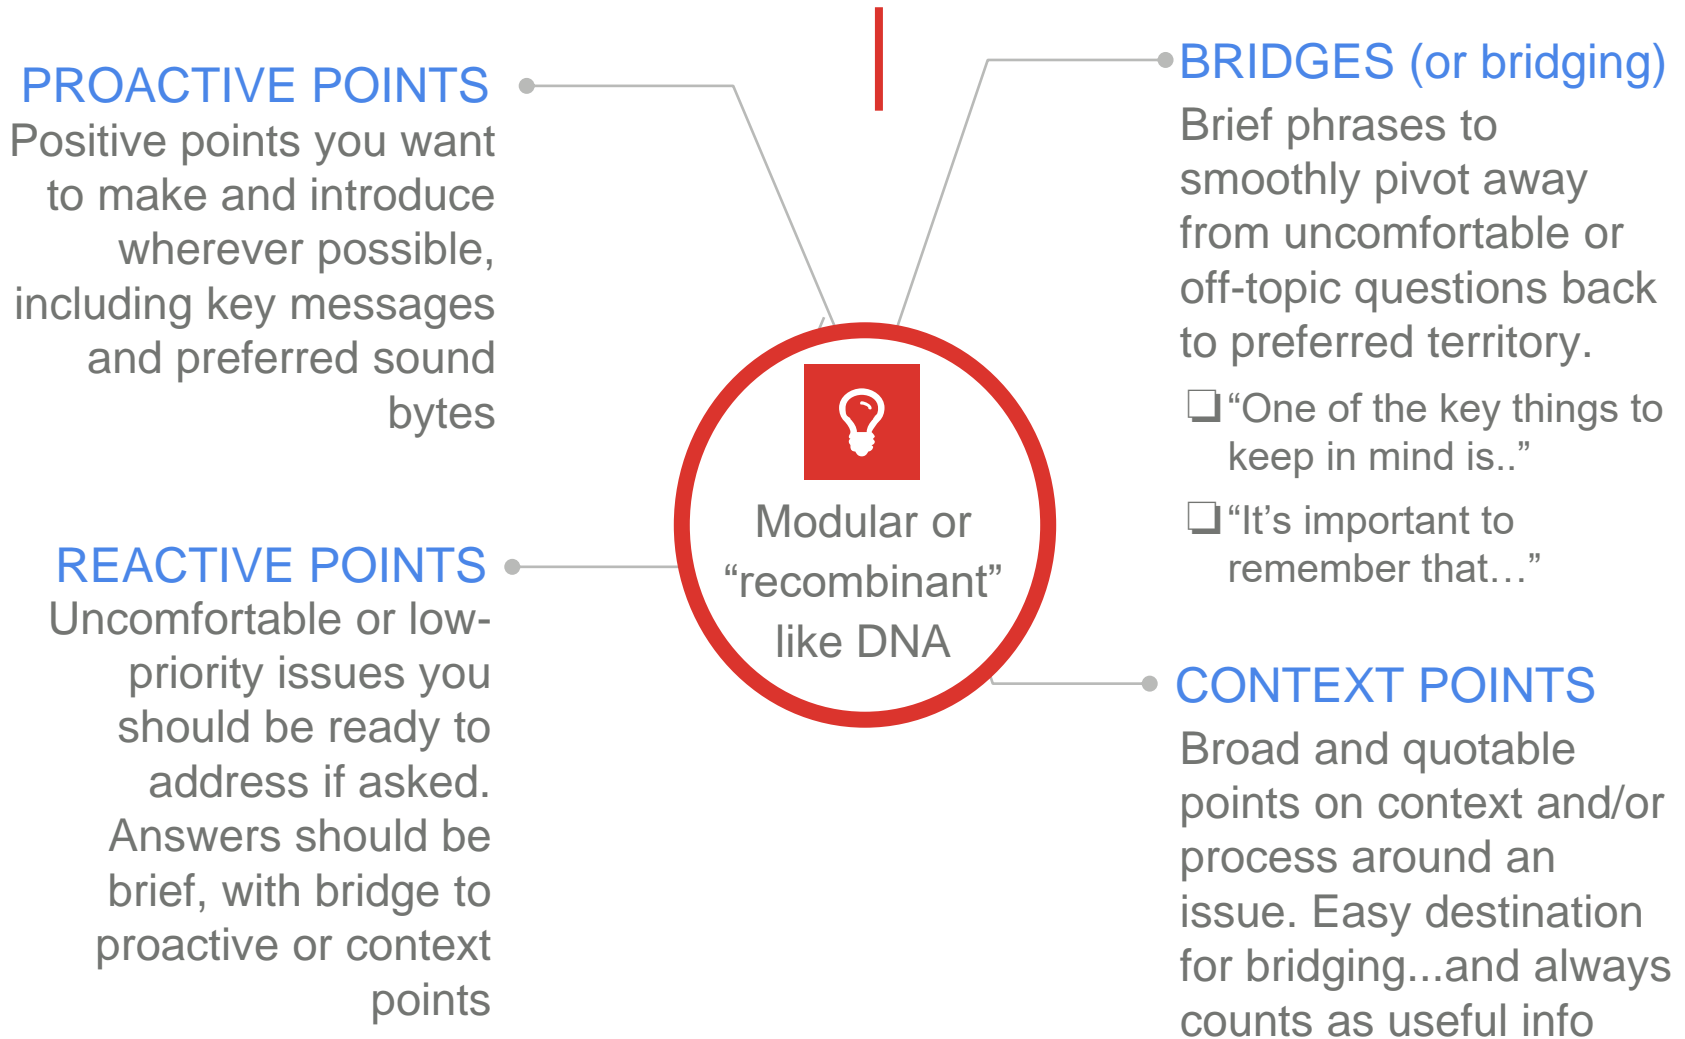 PROACTIVE POINTS
Positive points you want
to make and introduce
wherever possible,
including key messages
and preferred sound
bytes
REACTIVE POINTS
Uncomfortable or low-
priority issues you
should be ready to
address if asked.
Answers should be
brief, with bridge to
proactive or context
points
Modular or
“recombinant”
like DNA
BRIDGES (or bridging)
Brief phrases to
smoothly pivot away
from uncomfortable or
off-topic questions back
to preferred territory.
❏“One of the key things to
keep in mind is..”
❏“It’s important to
remember that…”
CONTEXT POINTS
Broad and quotable
points on context and/or
process around an
issue. Easy destination
for bridging...and always
counts as useful info